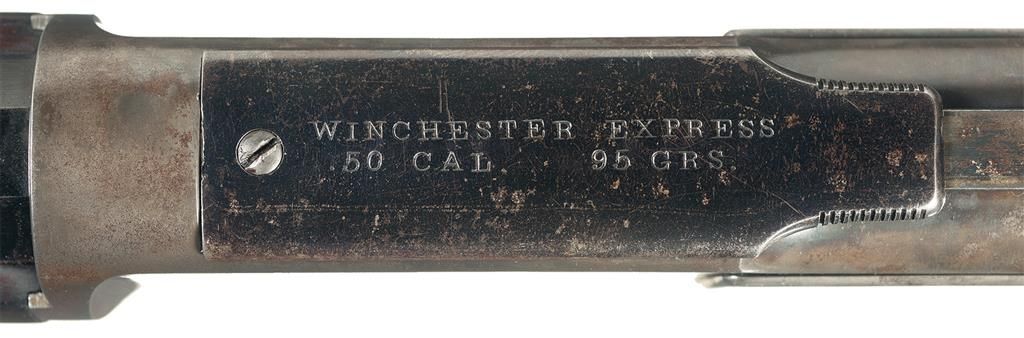 WINCHESTER EXPRESS
.50 CAL. 95 GRS.